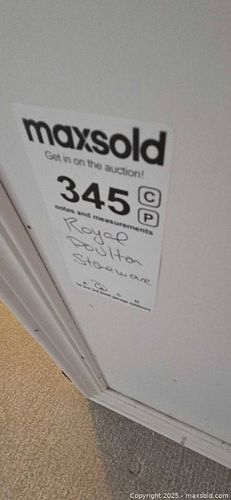 maxsold
Get in on the auction!
345 C
P
notes and measurements
Royal
Doulton
Stoneware
Copyright 2025 - maxsold.com